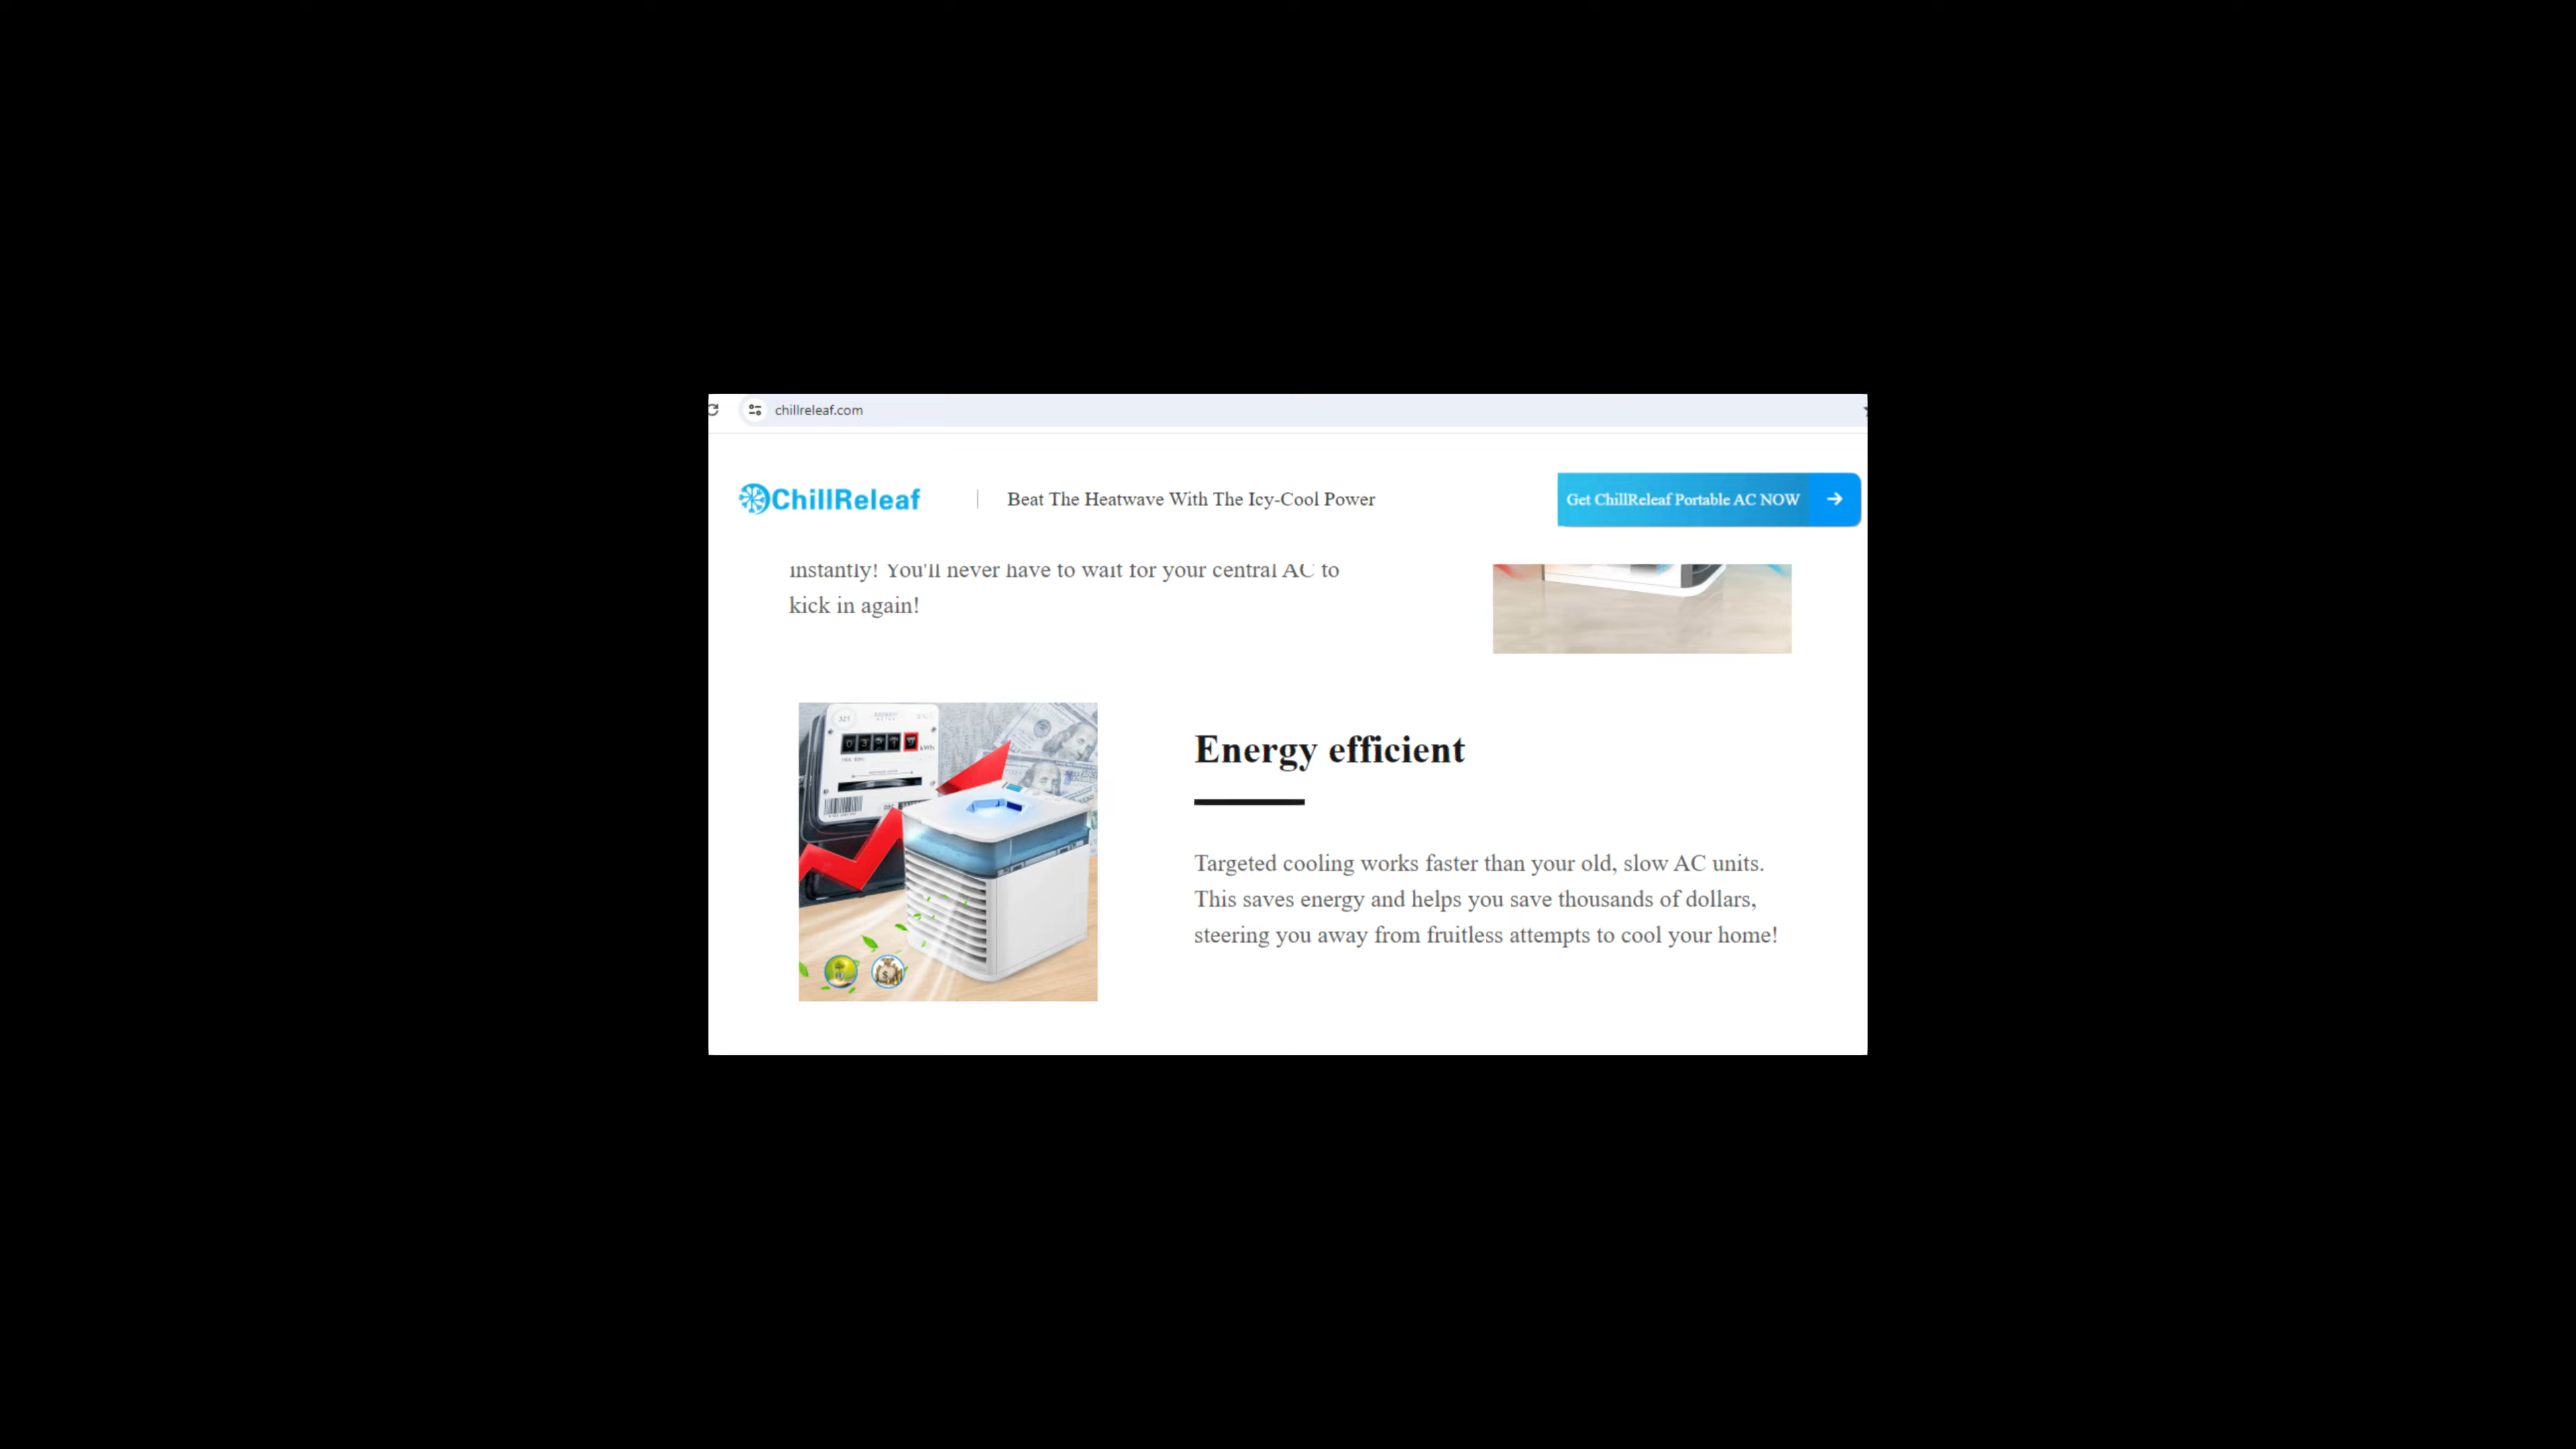 chillreleaf.com
ChillReleaf
Beat The Heatwave With The Icy-Cool Power
Get ChillReleaf Portable AC NOW
instantly! You'll never have to wait for your central AC to
kick in again!
321
kWh
Energy efficient
Targeted cooling works faster than your old, slow AC units.
This saves energy and helps you save thousands of dollars,
steering you away from fruitless attempts to cool your home!